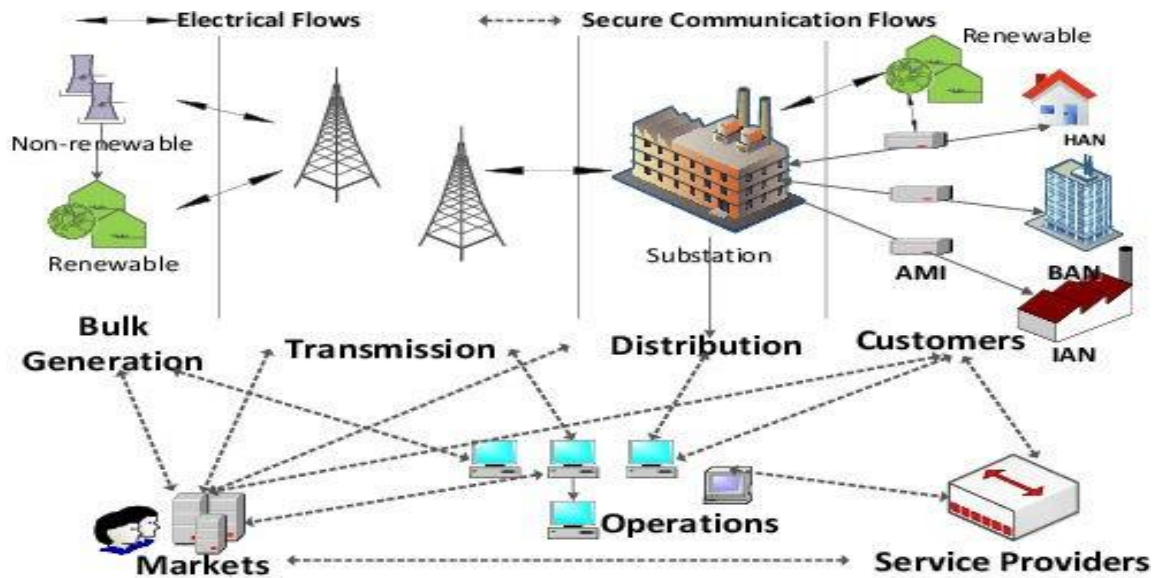 Electrical Flows
Secure Communication Flows
Renewable
Non-renewable
HAN
Renewable
Substation
AMI
BAN
Bulk
Generation
Transmission
Distribution
Customers
IAN
Operations
Markets
Service Providers